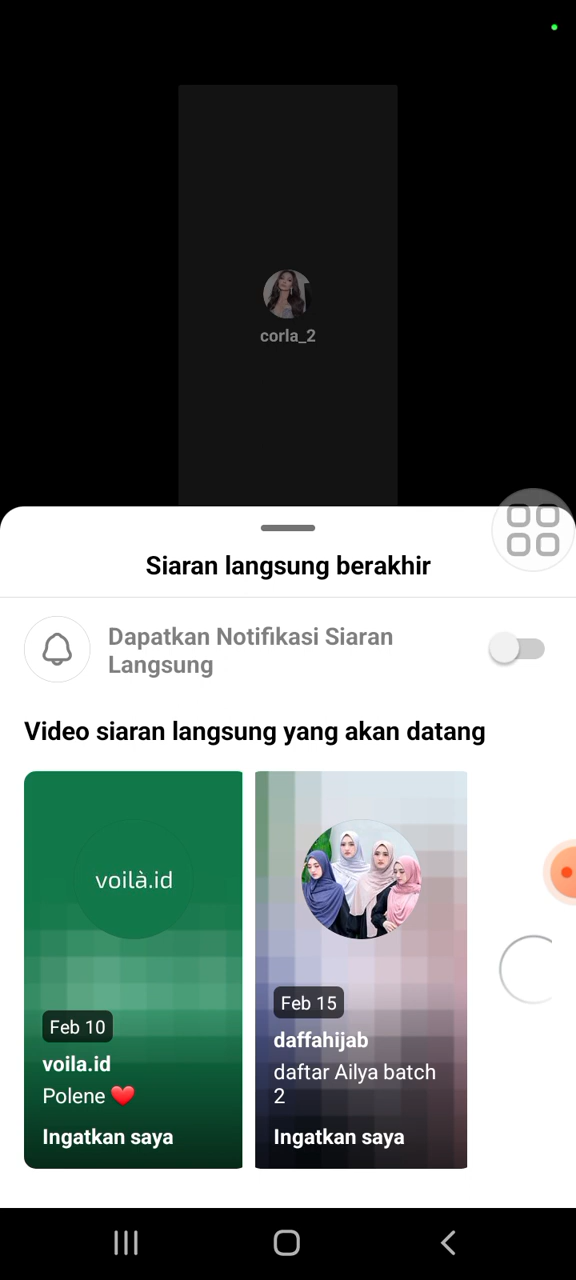 corla_2
Siaran langsung berakhir
Dapatkan Notifikasi Siaran
Langsung
Video siaran langsung yang akan datang
voilà.id
Feb 10
voila.id
Polene ❤️
Ingatkan saya
Feb 15
daffahijab
daftar Ailya batch
2
Ingatkan saya